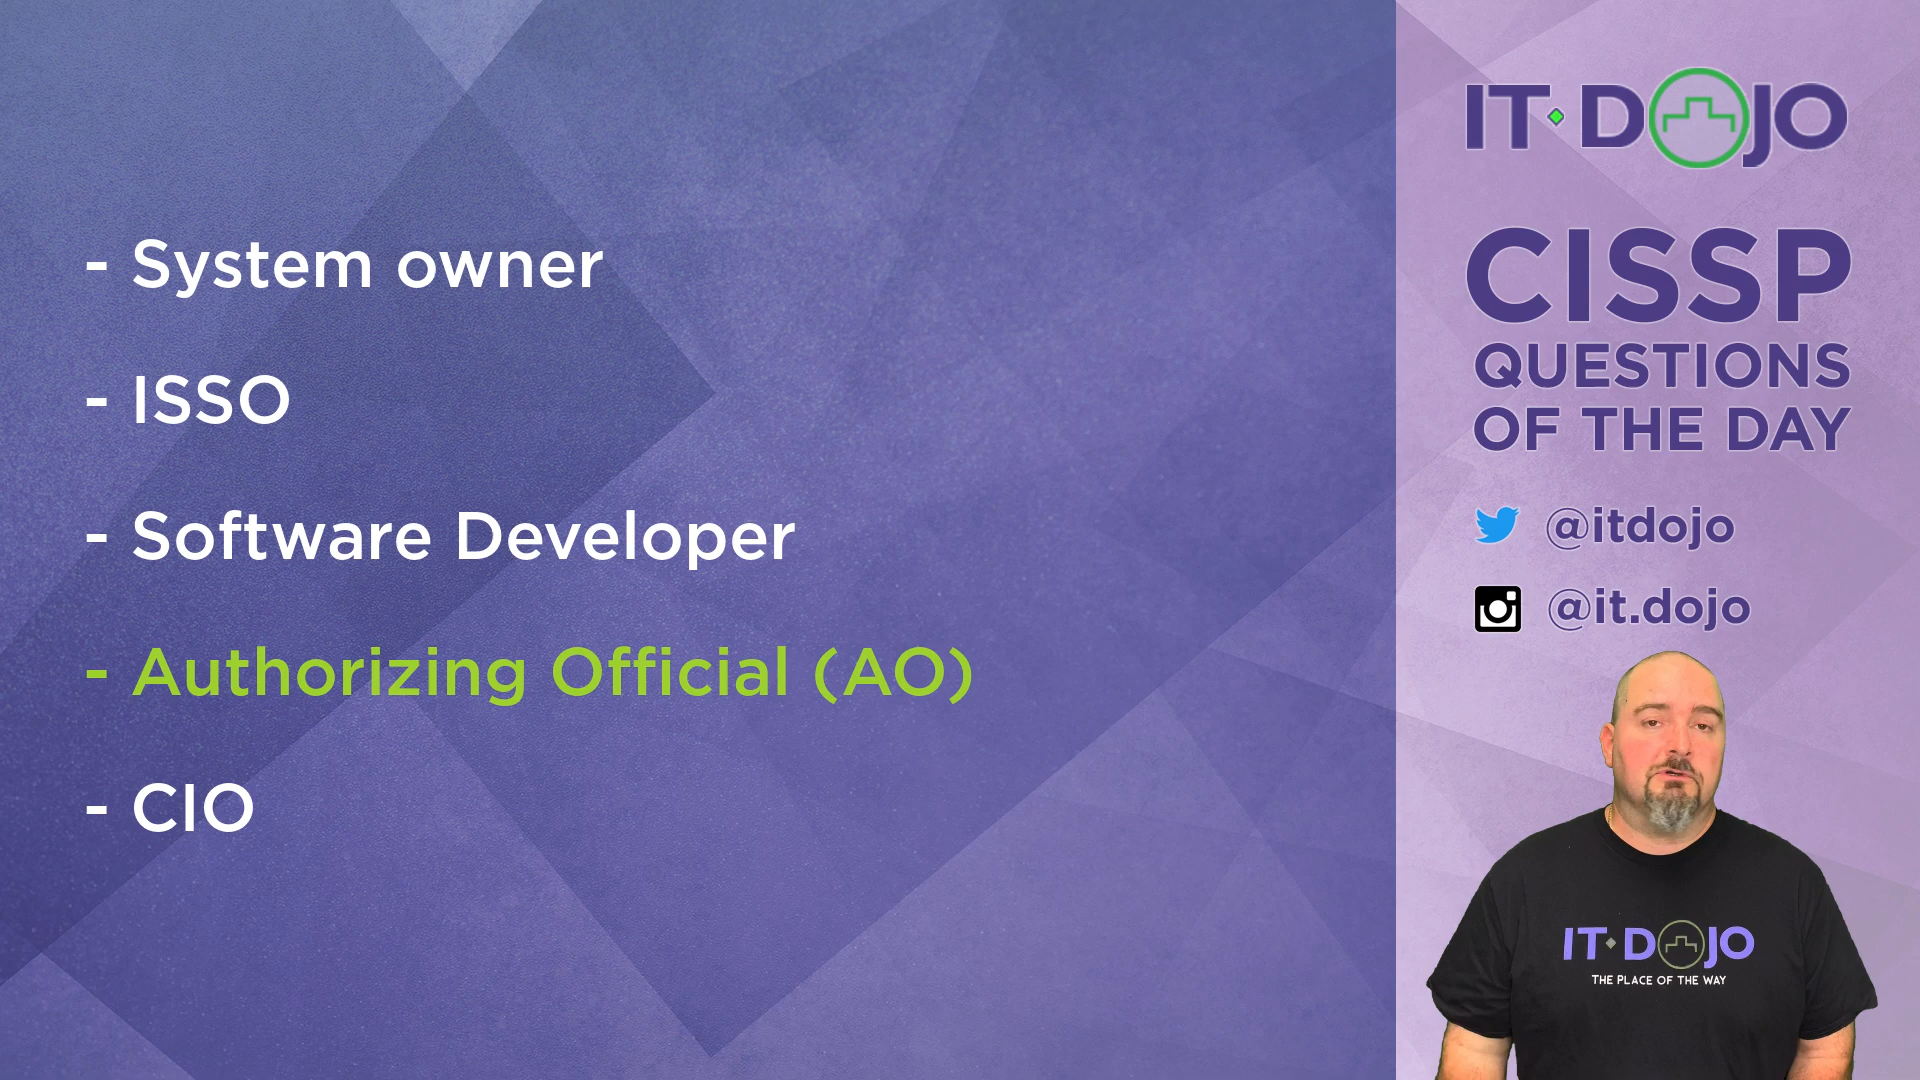 - System owner
- ISSO
- Software Developer
- Authorizing Official (AO)
- CIO
IT DOJO
CISSP
QUESTIONS
OF THE DAY
@itdojo
@it.dojo
IT DOJO
THE PLACE OF THE WAY